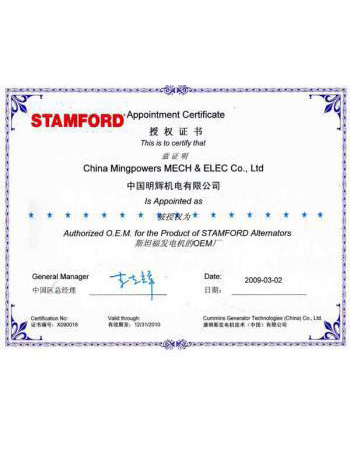 STAMFORD Appointment Certificate
授 权 证 书
This is to certify that
兹 证 明
China Mingpowers MECH & ELEC Co., Ltd
中国明辉机电有限公司
Is Appointed as
被授权为
Authorized O.E.M. for the Product of STAMFORD Alternators
斯坦福发电机的OEM厂
General Manager
中国区总经理
Date: 2009-03-02
日期:
Certification No:
证书编号: X090018
Valid through:
有效期至: 12/31/2010
Cummins Generator Technologies (China) Co., Ltd.
康明斯发电机技术（中国）有限公司